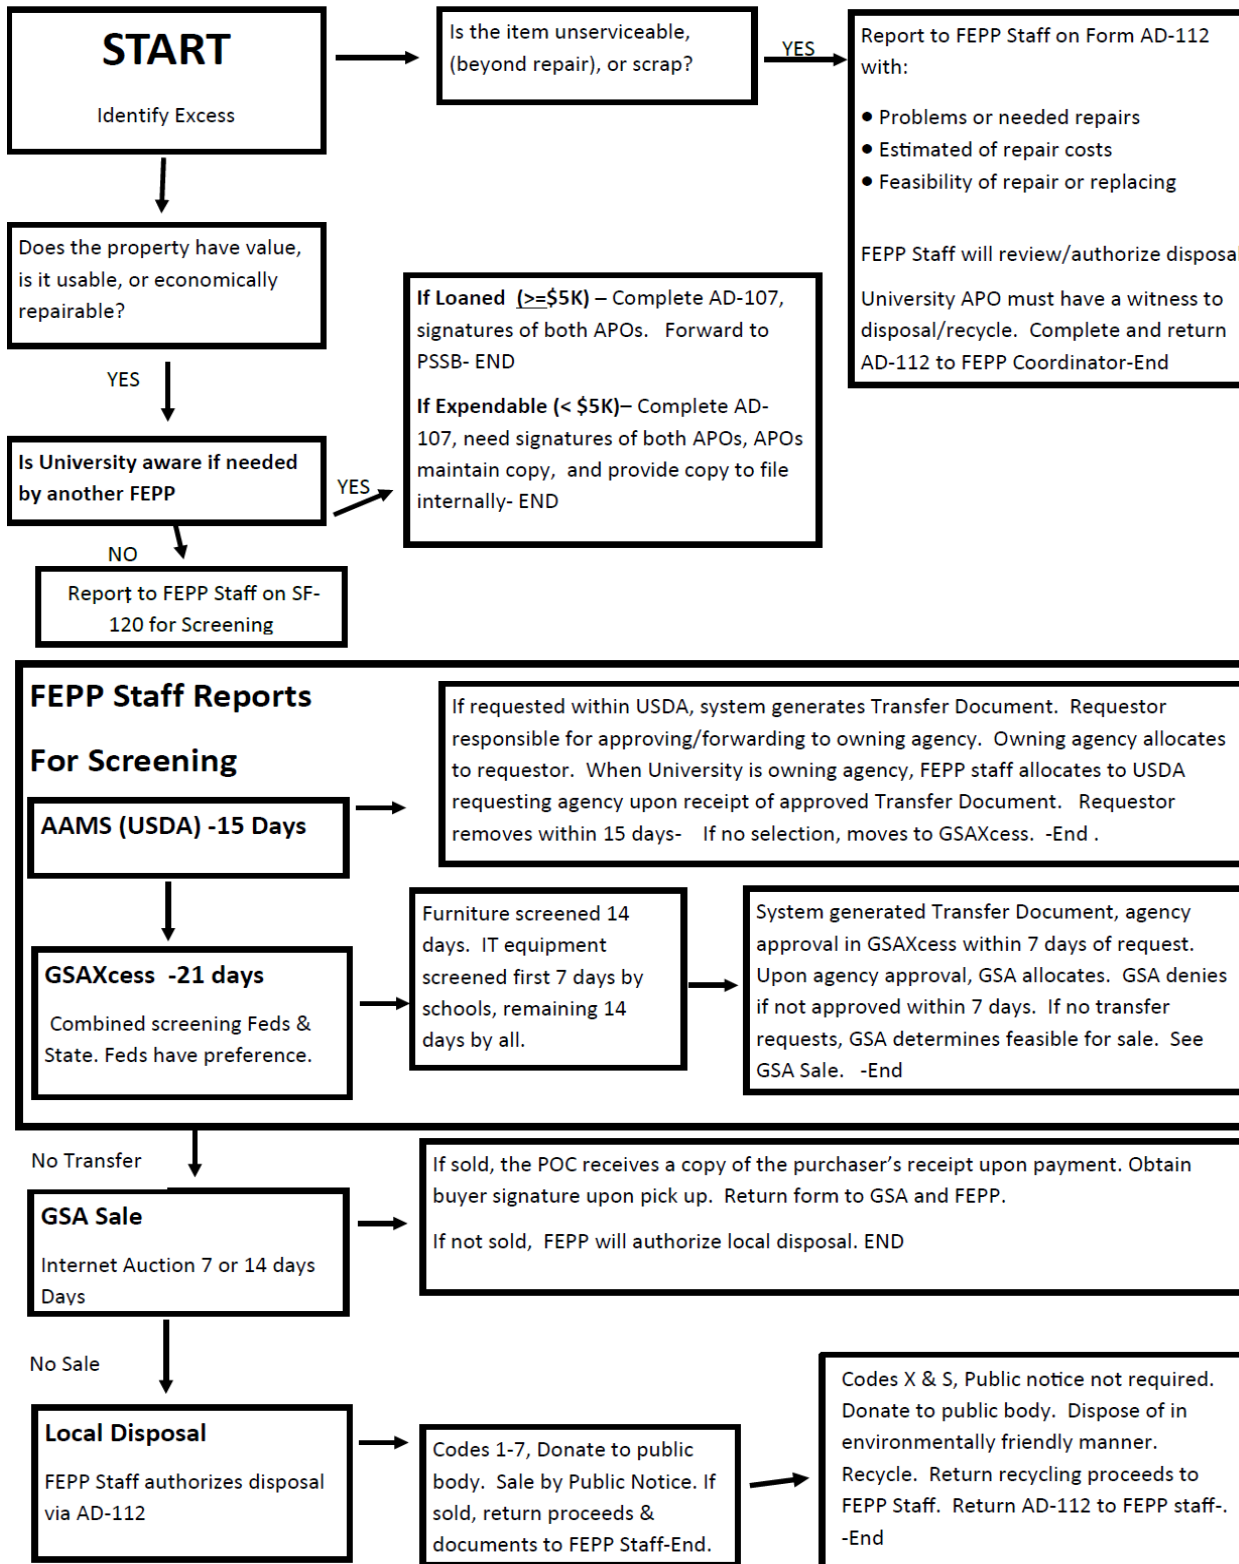 START
Identify Excess
Is the item unserviceable,
(beyond repair), or scrap?
YES
Report to FEPP Staff on Form AD-112
with:
● Problems or needed repairs
● Estimated of repair costs
● Feasibility of repair or replacing
FEPP Staff will review/authorize disposal
University APO must have a witness to
disposal/recycle. Complete and return
AD-112 to FEPP Coordinator-End
Does the property have value,
is it usable, or economically
repairable?
YES
Is University aware if needed
by another FEPP
YES
If Loaned (>=$5K) – Complete AD-107,
signatures of both APOs. Forward to
PSSB- END
If Expendable (< $5K)– Complete AD-
107, need signatures of both APOs, APOs
maintain copy, and provide copy to file
internally- END
NO
Report to FEPP Staff on SF-
120 for Screening
FEPP Staff Reports
For Screening
AAMS (USDA) -15 Days
If requested within USDA, system generates Transfer Document. Requestor
responsible for approving/forwarding to owning agency. Owning agency allocates
to requestor. When University is owning agency, FEPP staff allocates to USDA
requesting agency upon receipt of approved Transfer Document. Requestor
removes within 15 days- If no selection, moves to GSAXcess. -End .
GSAXcess -21 days
Combined screening Feds &
State. Feds have preference.
Furniture screened 14
days. IT equipment
screened first 7 days by
schools, remaining 14
days by all.
System generated Transfer Document, agency
approval in GSAXcess within 7 days of request.
Upon agency approval, GSA allocates. GSA denies
if not approved within 7 days. If no transfer
requests, GSA determines feasible for sale. See
GSA Sale. -End
No Transfer
GSA Sale
Internet Auction 7 or 14 days
Days
If sold, the POC receives a copy of the purchaser’s receipt upon payment. Obtain
buyer signature upon pick up. Return form to GSA and FEPP.
If not sold, FEPP will authorize local disposal. END
No Sale
Local Disposal
FEPP Staff authorizes disposal
via AD-112
Codes 1-7, Donate to public
body. Sale by Public Notice. If
sold, return proceeds &
documents to FEPP Staff-End.
Codes X & S, Public notice not required.
Donate to public body. Dispose of in
environmentally friendly manner.
Recycle. Return recycling proceeds to
FEPP Staff. Return AD-112 to FEPP staff-.
-End